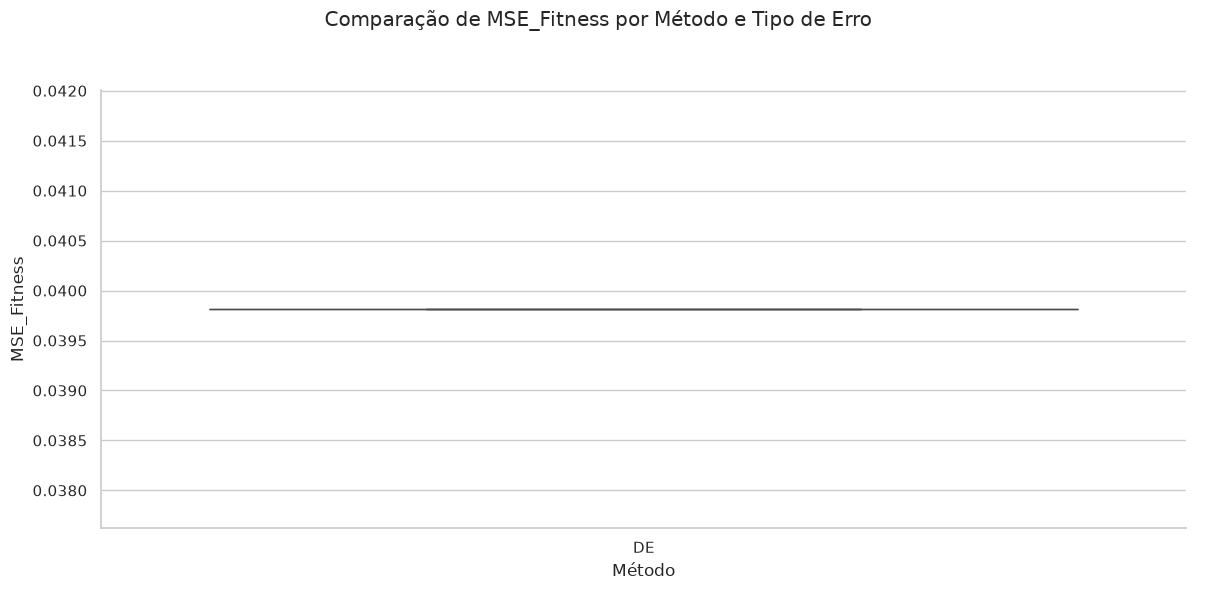 Comparação de MSE_Fitness por Método e Tipo de Erro
0.0420
0.0415
0.0410
0.0405
0.0400
0.0395
0.0390
0.0385
0.0380
MSE_Fitness
DE
Método